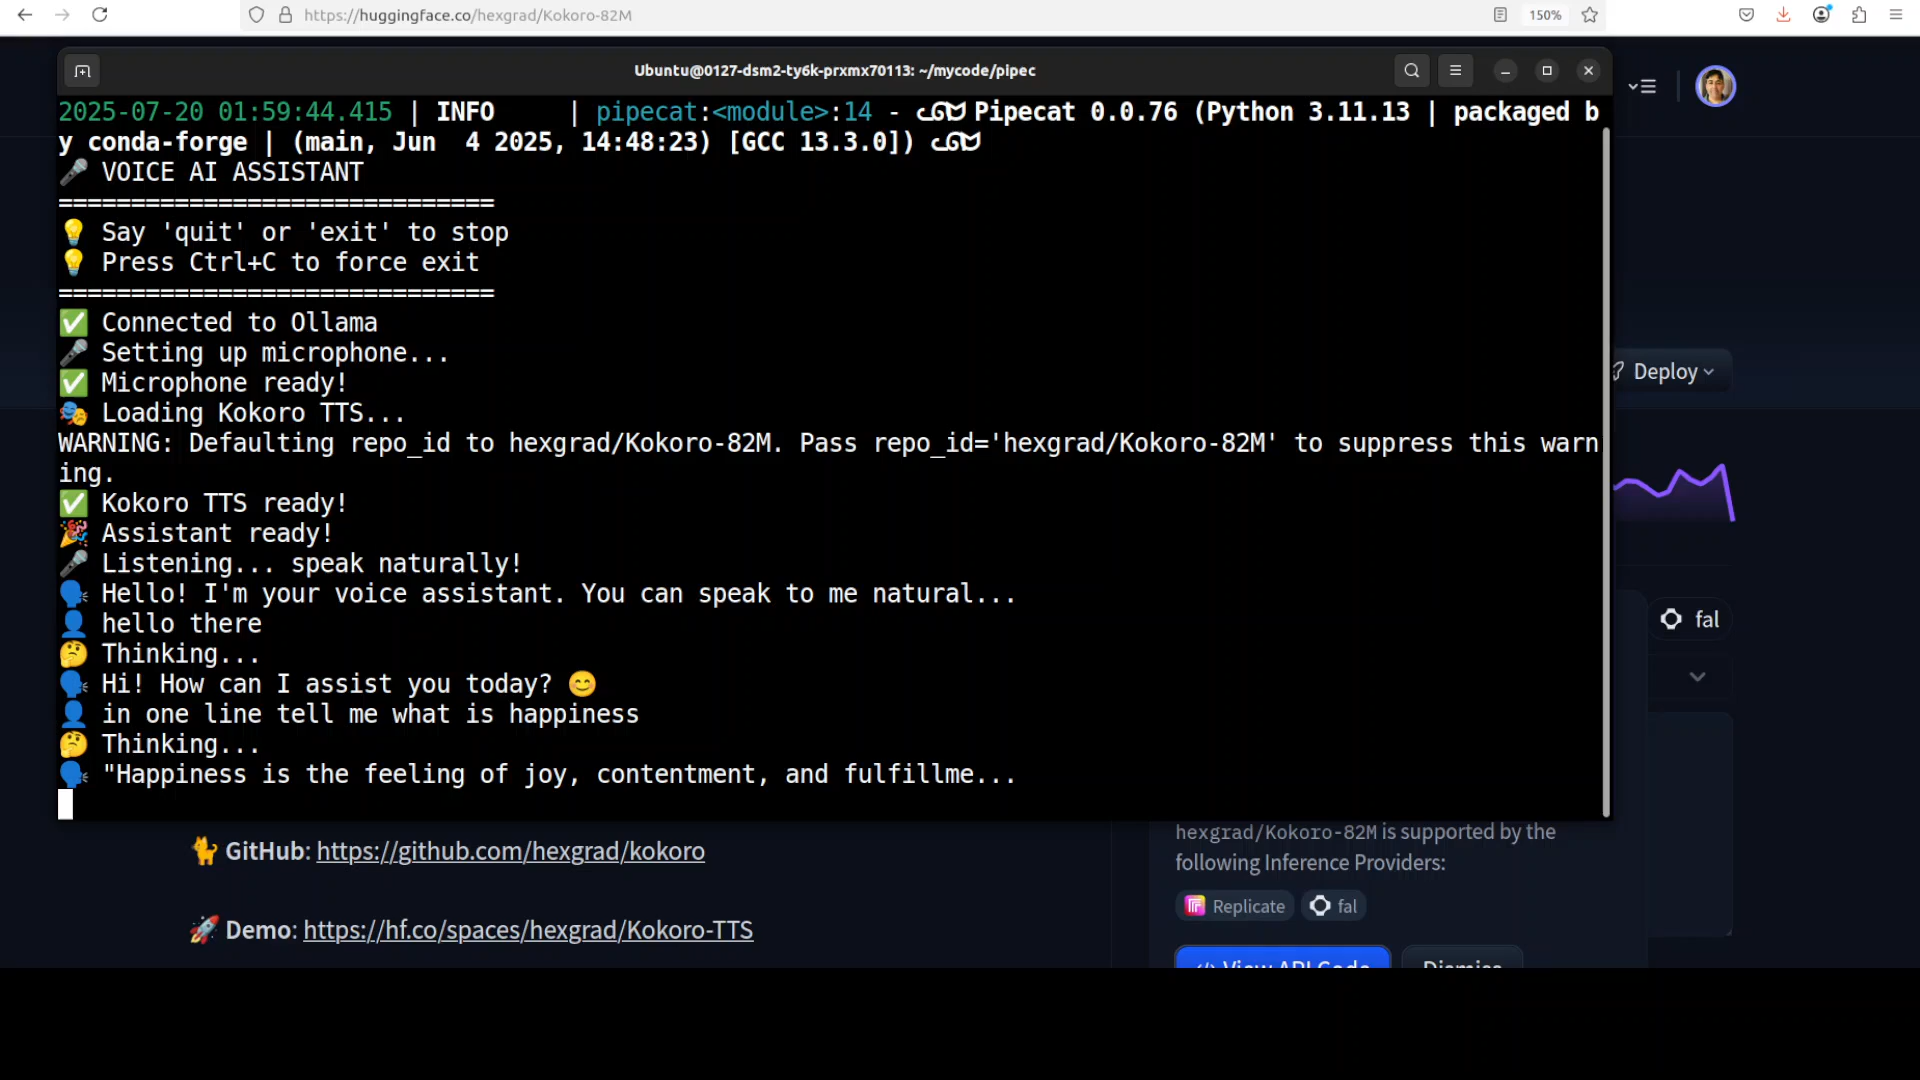 https://huggingface.co/hexgrad/Kokoro-82M
150%
Ubuntu@0127-dsm2-ty6k-prxmx70113: ~/mycode/pipec
2025-07-20 01:59:44.415 | INFO     | pipecat:<module>:14 - ᓚᘏᗢ Pipecat 0.0.76 (Python 3.11.13 | packaged b
y conda-forge | (main, Jun  4 2025, 14:48:23) [GCC 13.3.0]) ᓚᘏᗢ
🎤 VOICE AI ASSISTANT
==============================
💡 Say 'quit' or 'exit' to stop
💡 Press Ctrl+C to force exit
==============================
✅ Connected to Ollama
🎤 Setting up microphone...
✅ Microphone ready!
🎭 Loading Kokoro TTS...
WARNING: Defaulting repo_id to hexgrad/Kokoro-82M. Pass repo_id='hexgrad/Kokoro-82M' to suppress this warn
ing.
✅ Kokoro TTS ready!
🎉 Assistant ready!
🎤 Listening... speak naturally!
🗣️ Hello! I'm your voice assistant. You can speak to me natural...
👤 hello there
🤔 Thinking...
🗣️ Hi! How can I assist you today? 😊
👤 in one line tell me what is happiness
🤔 Thinking...
🗣️ "Happiness is the feeling of joy, contentment, and fulfillme...
Deploy
fal
🐈 GitHub: https://github.com/hexgrad/kokoro
🚀 Demo: https://hf.co/spaces/hexgrad/Kokoro-TTS
hexgrad/Kokoro-82M is supported by the
following Inference Providers:
Replicate
fal
</> View API Code
Dismiss